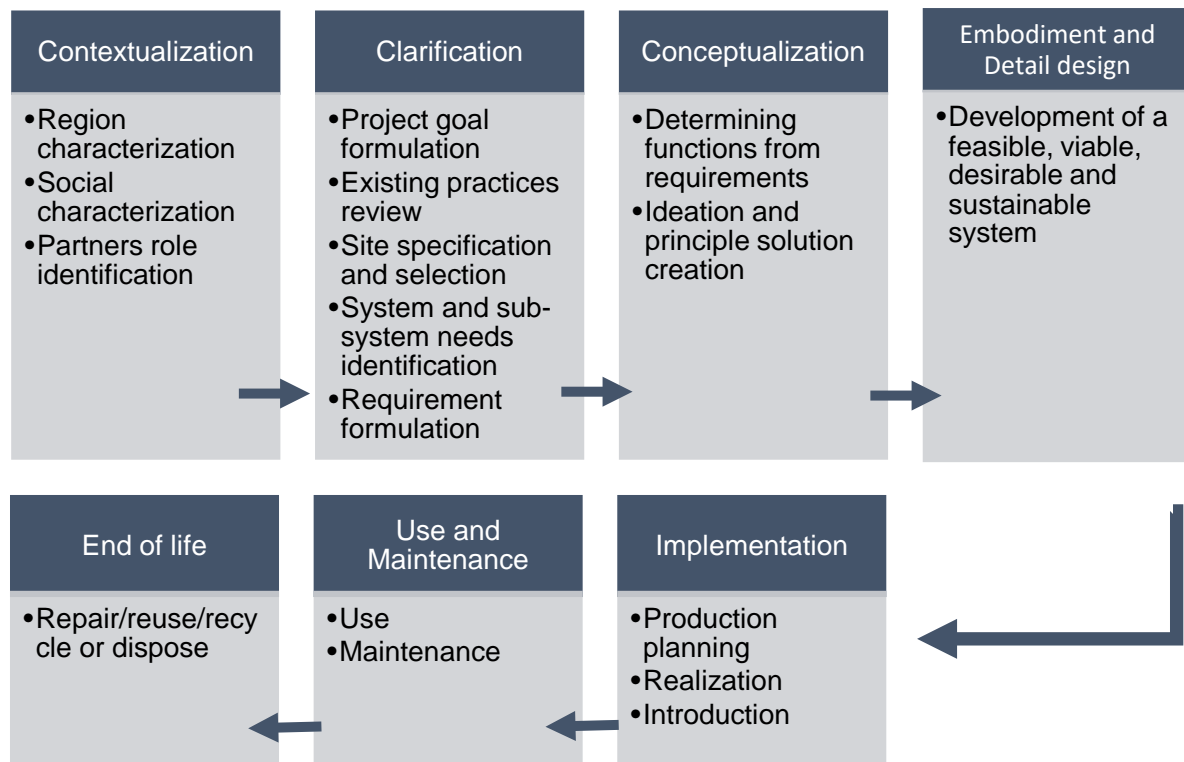 Contextualization
•Region
characterization
•Social
characterization
•Partners role
identification
Clarification
•Project goal
formulation
•Existing practices
review
•Site specification
and selection
•System and sub-
system needs
identification
•Requirement
formulation
Conceptualization
•Determining
functions from
requirements
•Ideation and
principle solution
creation
Embodiment and
Detail design
•Development of a
feasible, viable,
desirable and
sustainable
system
Implementation
•Production
planning
•Realization
•Introduction
Use and
Maintenance
•Use
•Maintenance
End of life
•Repair/reuse/recy
cle or dispose